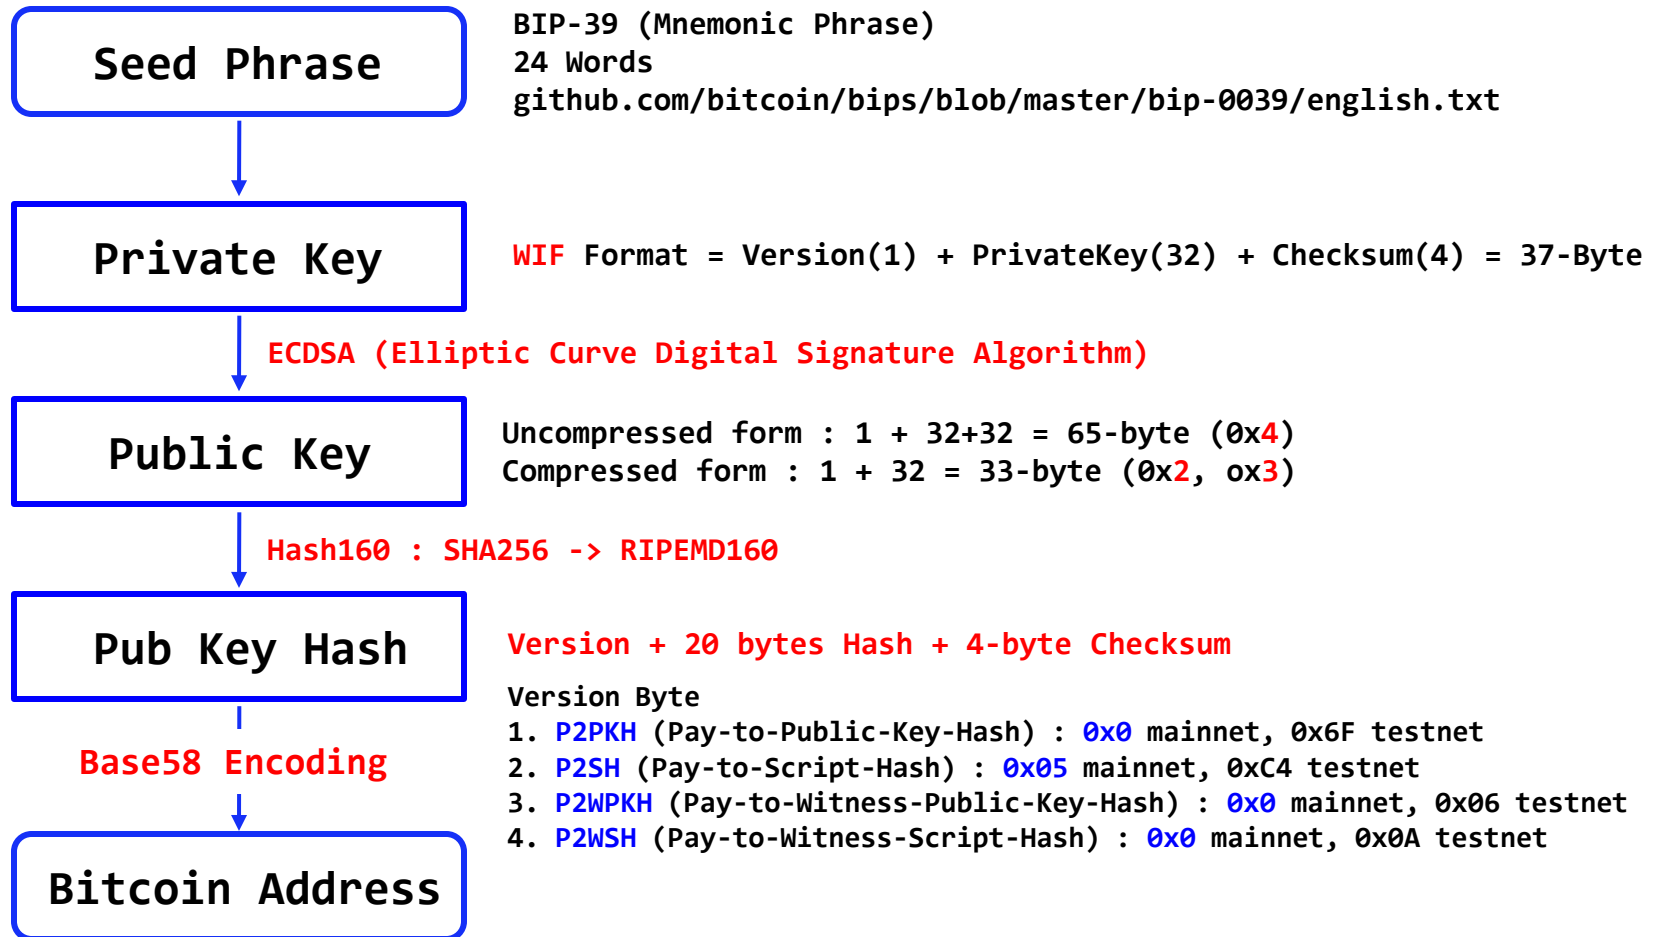 Seed Phrase
BIP-39 (Mnemonic Phrase)
24 Words
github.com/bitcoin/bips/blob/master/bip-0039/english.txt
Private Key
WIF Format = Version(1) + PrivateKey(32) + Checksum(4) = 37-Byte
ECDSA (Elliptic Curve Digital Signature Algorithm)
Public Key
Uncompressed form : 1 + 32+32 = 65-byte (0x4)
Compressed form : 1 + 32 = 33-byte (0x2, ox3)
Hash160 : SHA256 -> RIPEMD160
Pub Key Hash
Version + 20 bytes Hash + 4-byte Checksum
Version Byte
1. P2PKH (Pay-to-Public-Key-Hash) : 0x0 mainnet, 0x6F testnet
2. P2SH (Pay-to-Script-Hash) : 0x05 mainnet, 0xC4 testnet
3. P2WPKH (Pay-to-Witness-Public-Key-Hash) : 0x0 mainnet, 0x06 testnet
4. P2WSH (Pay-to-Witness-Script-Hash) : 0x0 mainnet, 0x0A testnet
Base58 Encoding
Bitcoin Address